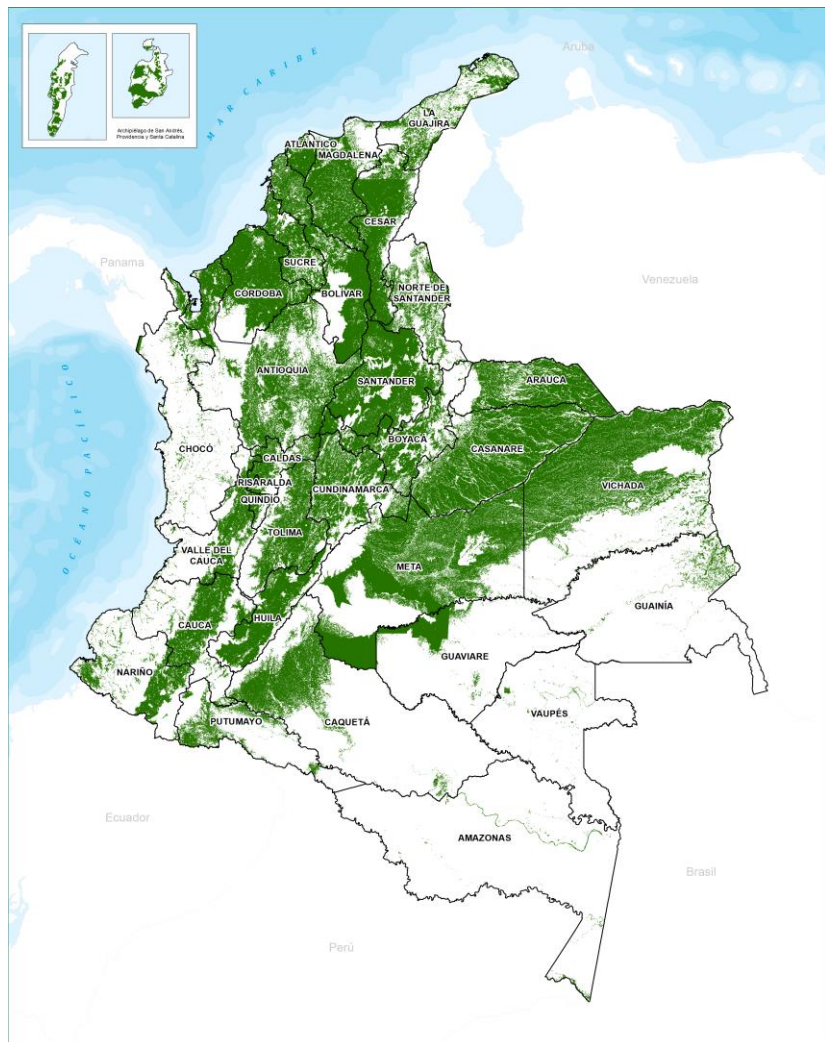 Aruba
MAR CARIBE
Archipiélago de San Andrés,
Providencia y Santa Catalina
LA
GUAJIRA
ATLÁNTICO
MAGDALENA
CESAR
Panama
SUCRE
NORTE DE
SANTANDER
Venezuela
CÓRDOBA
BOLÍVAR
ANTIOQUIA
SANTANDER
ARAUCA
OCÉANO PACÍFICO
CHOCÓ
BOYACÁ
CASANARE
CALDAS
RISARALDA
CUNDINAMARCA
VICHADA
QUINDÍO
TOLIMA
VALLE DEL
CAUCA
META
GUAINÍA
HUILA
CAUCA
GUAVIARE
NARIÑO
VAUPÉS
PUTUMAYO
CAQUETÁ
Ecuador
AMAZONAS
Brasil
Perú